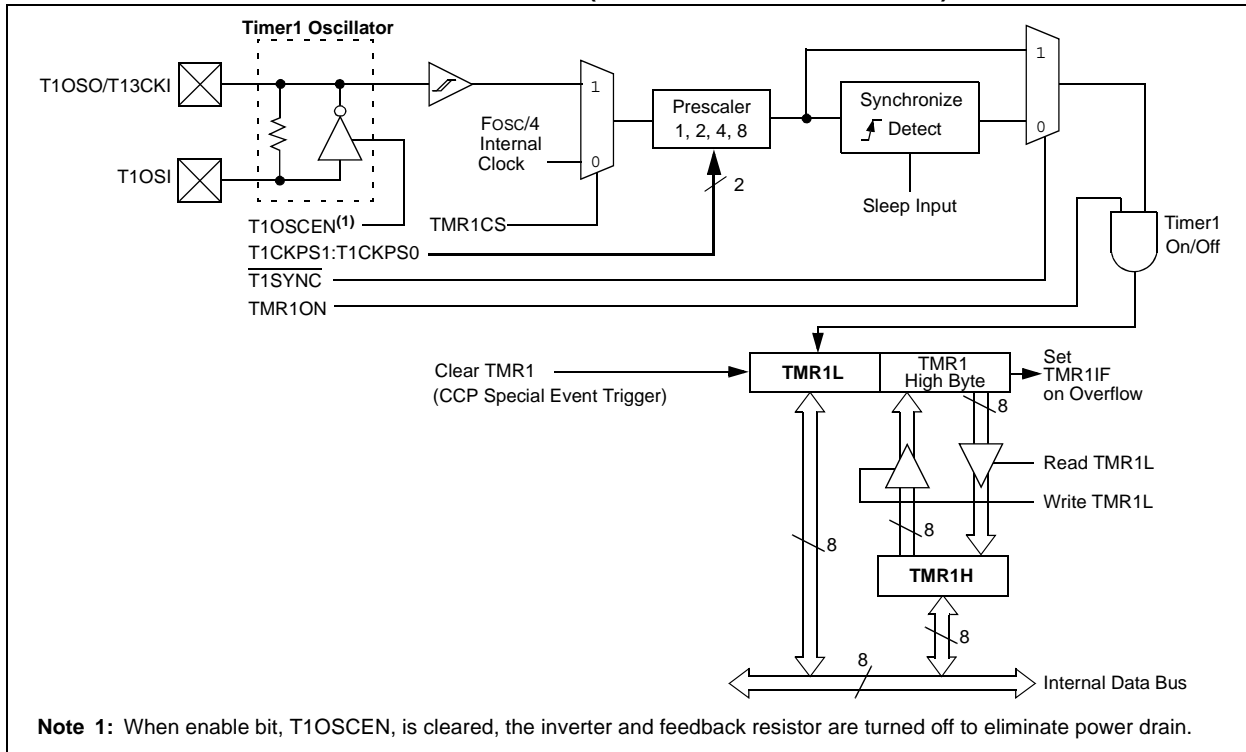 Timer1 Oscillator
T1OSO/T13CKI
T1OSI
FOSC/4
Internal
Clock
1
0
Prescaler
1, 2, 4, 8
2
Synchronize
Detect
Sleep Input
1
0
T1OSCEN(1)
TMR1CS
T1CKPS1:T1CKPS0
T1SYNC
TMR1ON
Timer1
On/Off
Clear TMR1
(CCP Special Event Trigger)
TMR1L
TMR1
High Byte
Set
TMR1IF
on Overflow
8
Read TMR1L
Write TMR1L
8
8
TMR1H
8
8
Internal Data Bus
Note 1: When enable bit, T1OSCEN, is cleared, the inverter and feedback resistor are turned off to eliminate power drain.